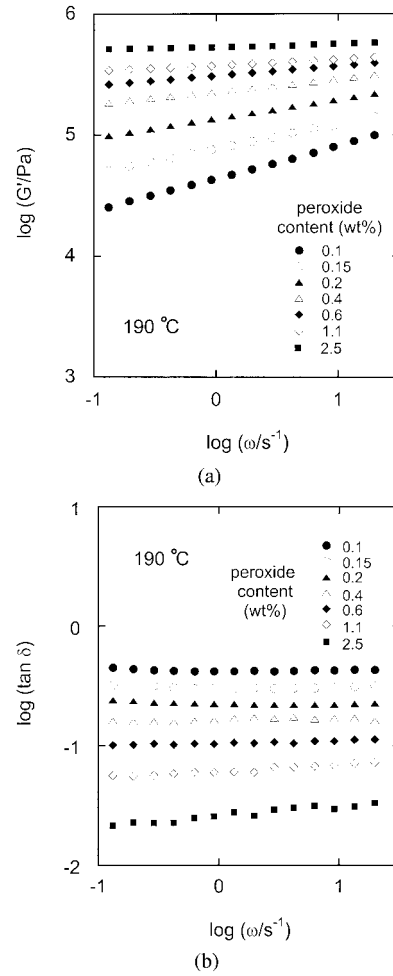 6
5
4
3
log (G'/Pa)
190 °C
peroxide
content (wt%)
0.1
0.15
0.2
0.4
0.6
1.1
2.5
-1
0
1
log (ω/s⁻¹)
(a)
1
0
-1
-2
log (tan δ)
190 °C
peroxide
content
(wt%)
0.1
0.15
0.2
0.4
0.6
1.1
2.5
-1
0
1
log (ω/s⁻¹)
(b)